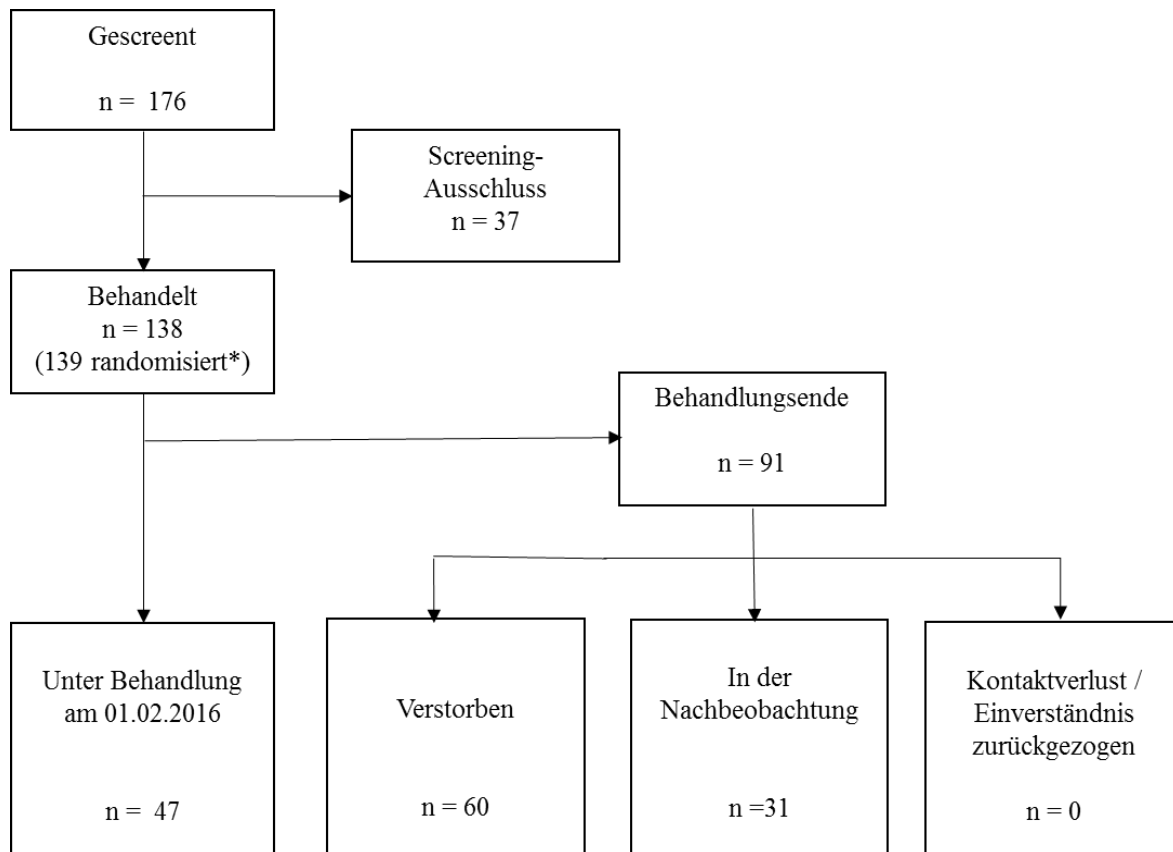 Gescreent
n = 176
Screening-
Ausschluss
n = 37
Behandelt
n = 138
(139 randomisiert*)
Behandlungsende
n = 91
Unter Behandlung
am 01.02.2016
n = 47
Verstorben
n = 60
In der
Nachbeobachtung
n =31
Kontaktverlust /
Einverständnis
zurückgezogen
n = 0